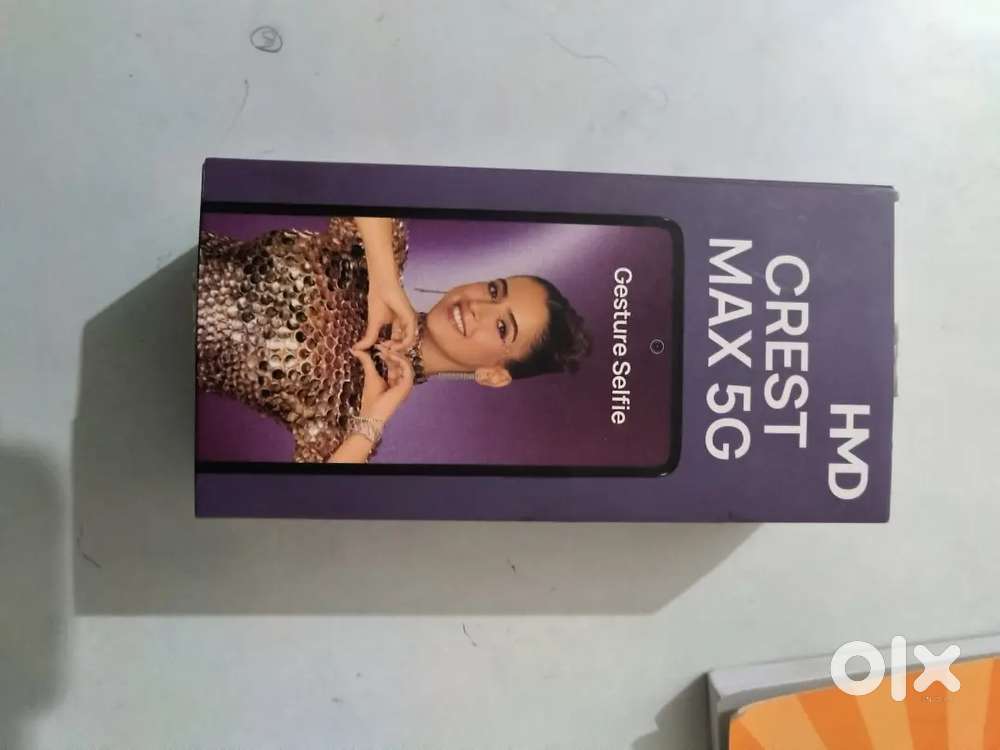 HMD
CREST
MAX 5G
Gesture Selfie
olx